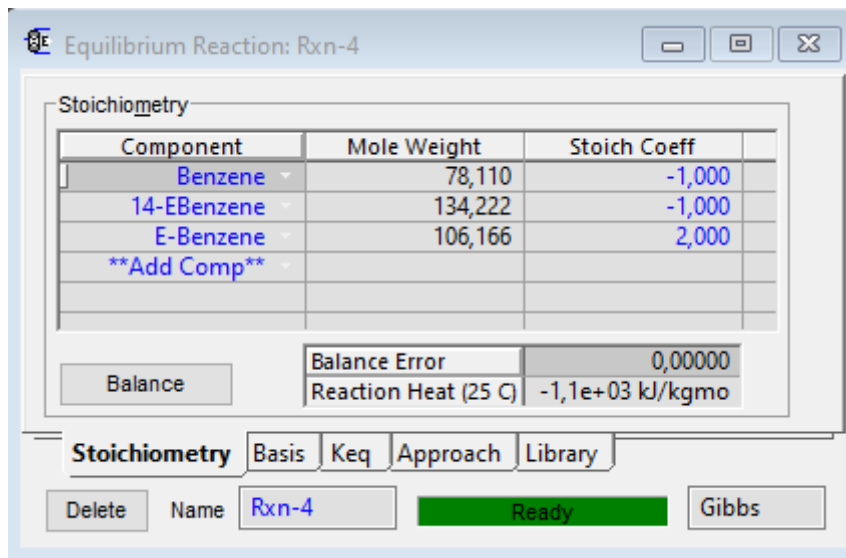 Equilibrium Reaction: Rxn-4
Stoichiometry
Component Mole Weight Stoich Coeff
Benzene 78,110 -1,000
14-EBenzene 134,222 -1,000
E-Benzene 106,166 2,000
**Add Comp**
Balance
Balance Error 0,00000
Reaction Heat (25 C) -1,1e+03 kJ/kgmo
Stoichiometry Basis Keq Approach Library
Delete Name Rxn-4 Ready Gibbs